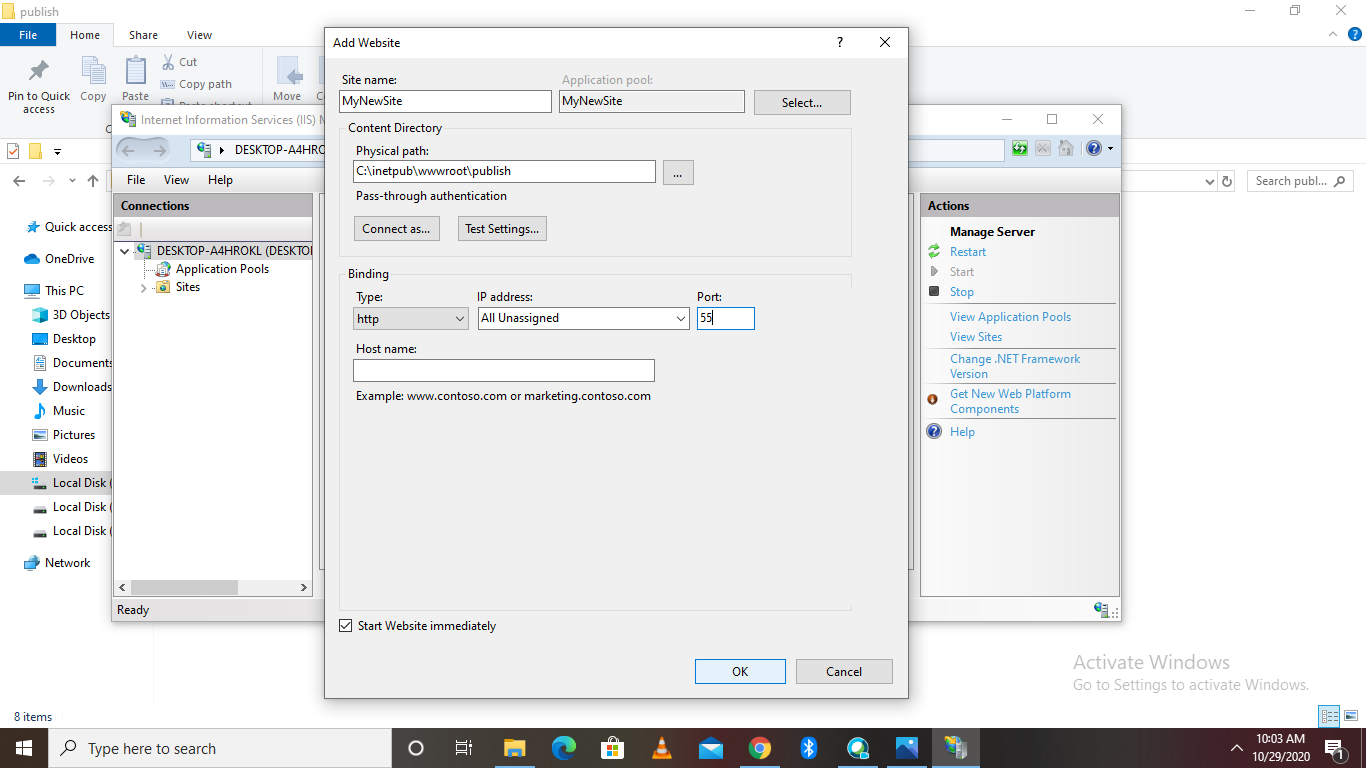 publish
File
Home
Share
View
Pin to Quick access
Copy
Paste
Cut
Copy path
Move
Internet Information Services (IIS)
DESKTOP-A4HRO
File
View
Help
Connections
DESKTOP-A4HROKL (DESKTO
Application Pools
Sites
Ready
Add Website
?
Site name:
Application pool:
MyNewSite
MyNewSite
Select...
Content Directory
Physical path:
C:\inetpub\wwwroot\publish
...
Pass-through authentication
Connect as...
Test Settings...
Binding
Type:
IP address:
Port:
http
All Unassigned
55
Host name:
Example: www.contoso.com or marketing.contoso.com
Start Website immediately
OK
Cancel
Actions
Manage Server
Restart
Start
Stop
View Application Pools
View Sites
Change .NET Framework
Version
Get New Web Platform
Components
Help
Search publ...
Quick access
OneDrive
This PC
3D Objects
Desktop
Documents
Downloads
Music
Pictures
Videos
Local Disk (
Local Disk (
Local Disk (
Network
Activate Windows
Go to Settings to activate Windows.
8 items
Type here to search
10:03 AM
10/29/2020
1